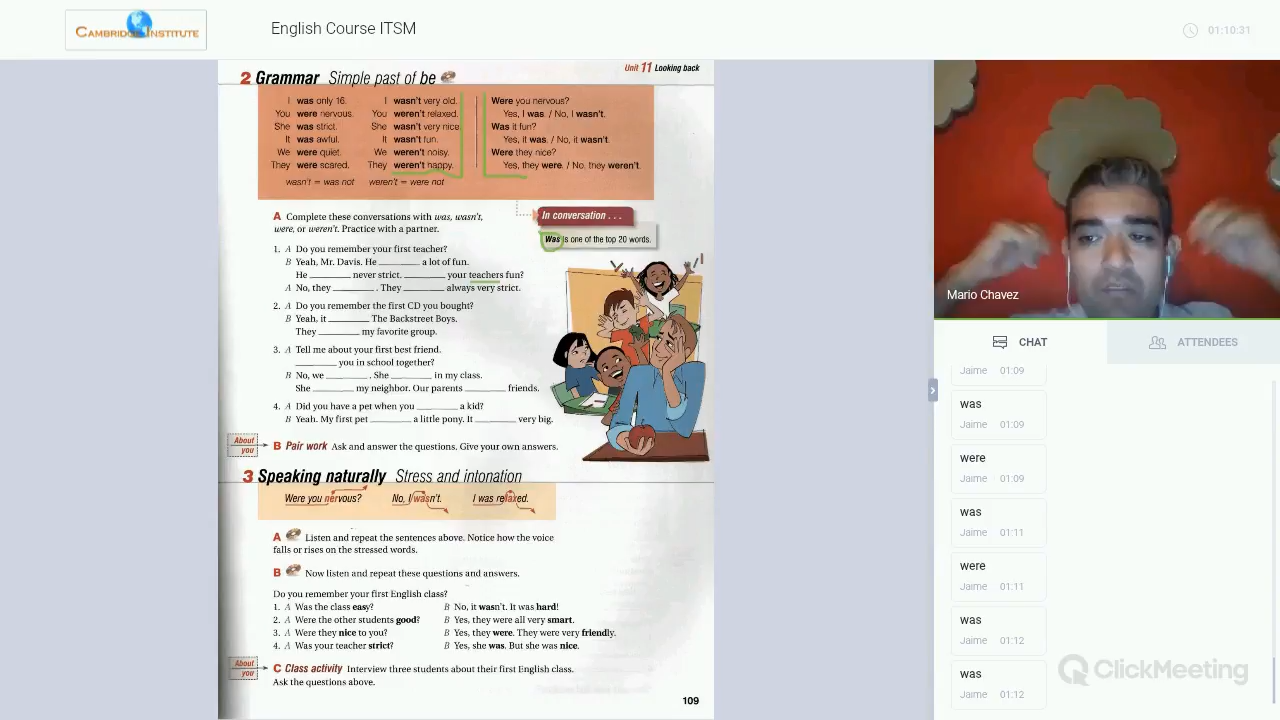 CAMBRIDGE INSTITUTE
English Course ITSM
01:10:31
Unit 11 Looking back
2 Grammar Simple past of be
I was only 16. I wasn't very old. Were you nervous?
You were nervous. You weren't relaxed. Yes, I was. / No, I wasn't.
She was strict. She wasn't very nice. Was it fun?
It was awful. It wasn't fun. Yes, it was. / No, it wasn't.
We were quiet. We weren't noisy. Were they nice?
They were scared. They weren't happy. Yes, they were. / No, they weren't.
wasn't = was not weren't = were not
A Complete these conversations with was, wasn't,
were, or weren't. Practice with a partner.
In conversation . . .
Was is one of the top 20 words.
1. A Do you remember your first teacher?
B Yeah, Mr. Davis. He ________ a lot of fun.
He ________ never strict. ________ your teachers fun?
A No, they ________ . They ________ always very strict.
2. A Do you remember the first CD you bought?
B Yeah, it ________ The Backstreet Boys.
They ________ my favorite group.
3. A Tell me about your first best friend.
________ you in school together?
B No, we ________ . She ________ in my class.
She ________ my neighbor. Our parents ________ friends.
4. A Did you have a pet when you ________ a kid?
B Yeah. My first pet ________ a little pony. It ________ very big.
About you
B Pair work Ask and answer the questions. Give your own answers.
3 Speaking naturally Stress and intonation
Were you nervous? No, I wasn't. I was relaxed.
A Listen and repeat the sentences above. Notice how the voice
falls or rises on the stressed words.
B Now listen and repeat these questions and answers.
Do you remember your first English class?
1. A Was the class easy? B No, it wasn't. It was hard!
2. A Were the other students good? B Yes, they were all very smart.
3. A Were they nice to you? B Yes, they were. They were very friendly.
4. A Was your teacher strict? B Yes, she was. But she was nice.
About you
C Class activity Interview three students about their first English class.
Ask the questions above.
109
Mario Chavez
CHAT ATTENDEES
Jaime 01:09
was
Jaime 01:09
were
Jaime 01:09
was
Jaime 01:11
were
Jaime 01:11
was
Jaime 01:12
was
Jaime 01:12
ClickMeeting